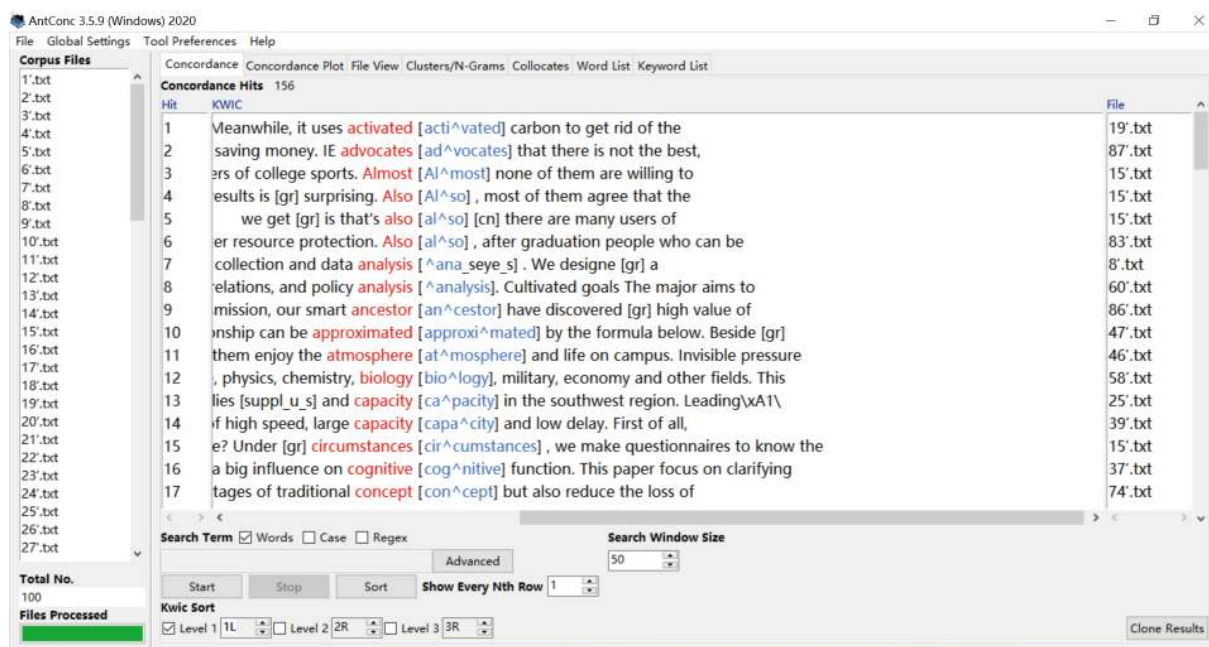 AntConc 3.5.9 (Windows) 2020
File Global Settings Tool Preferences Help
Corpus Files
1'.txt
2'.txt
3'.txt
4'.txt
5'.txt
6'.txt
7'.txt
8'.txt
9'.txt
10'.txt
11'.txt
12'.txt
13'.txt
14'.txt
15'.txt
16'.txt
17'.txt
18'.txt
19'.txt
20'.txt
21'.txt
22'.txt
23'.txt
24'.txt
25'.txt
26'.txt
27'.txt
Total No.
100
Files Processed
Concordance Concordance Plot File View Clusters/N-Grams Collocates Word List Keyword List
Concordance Hits 156
Hit KWIC File
1 Meanwhile, it uses activated [acti^vated] carbon to get rid of the 19'.txt
2 saving money. IE advocates [ad^vocates] that there is not the best, 87'.txt
3 ers of college sports. Almost [Al^most] none of them are willing to 15'.txt
4 esults is [gr] surprising. Also [Al^so] , most of them agree that the 15'.txt
5 we get [gr] is that's also [al^so] [cn] there are many users of 15'.txt
6 er resource protection. Also [al^so] , after graduation people who can be 83'.txt
7 collection and data analysis [^ana_seye_s] . We designe [gr] a 8'.txt
8 elations, and policy analysis [^analysis]. Cultivated goals The major aims to 60'.txt
9 mission, our smart ancestor [an^cestor] have discovered [gr] high value of 86'.txt
10 nship can be approximated [approxi^mated] by the formula below. Beside [gr] 47'.txt
11 them enjoy the atmosphere [at^mosphere] and life on campus. Invisible pressure 46'.txt
12 , physics, chemistry, biology [bio^logy], military, economy and other fields. This 58'.txt
13 lies [suppl_u_s] and capacity [ca^pacity] in the southwest region. Leading\xA1\ 25'.txt
14 of high speed, large capacity [capa^city] and low delay. First of all, 39'.txt
15 e? Under [gr] circumstances [cir^cumstances] , we make questionnaires to know the 15'.txt
16 a big influence on cognitive [cog^nitive] function. This paper focus on clarifying 37'.txt
17 tages of traditional concept [con^cept] but also reduce the loss of 74'.txt
Search Term Words Case Regex Search Window Size
Advanced 50
Start Stop Sort Show Every Nth Row 1
Kwic Sort
Level 1 1L Level 2 2R Level 3 3R Clone Results